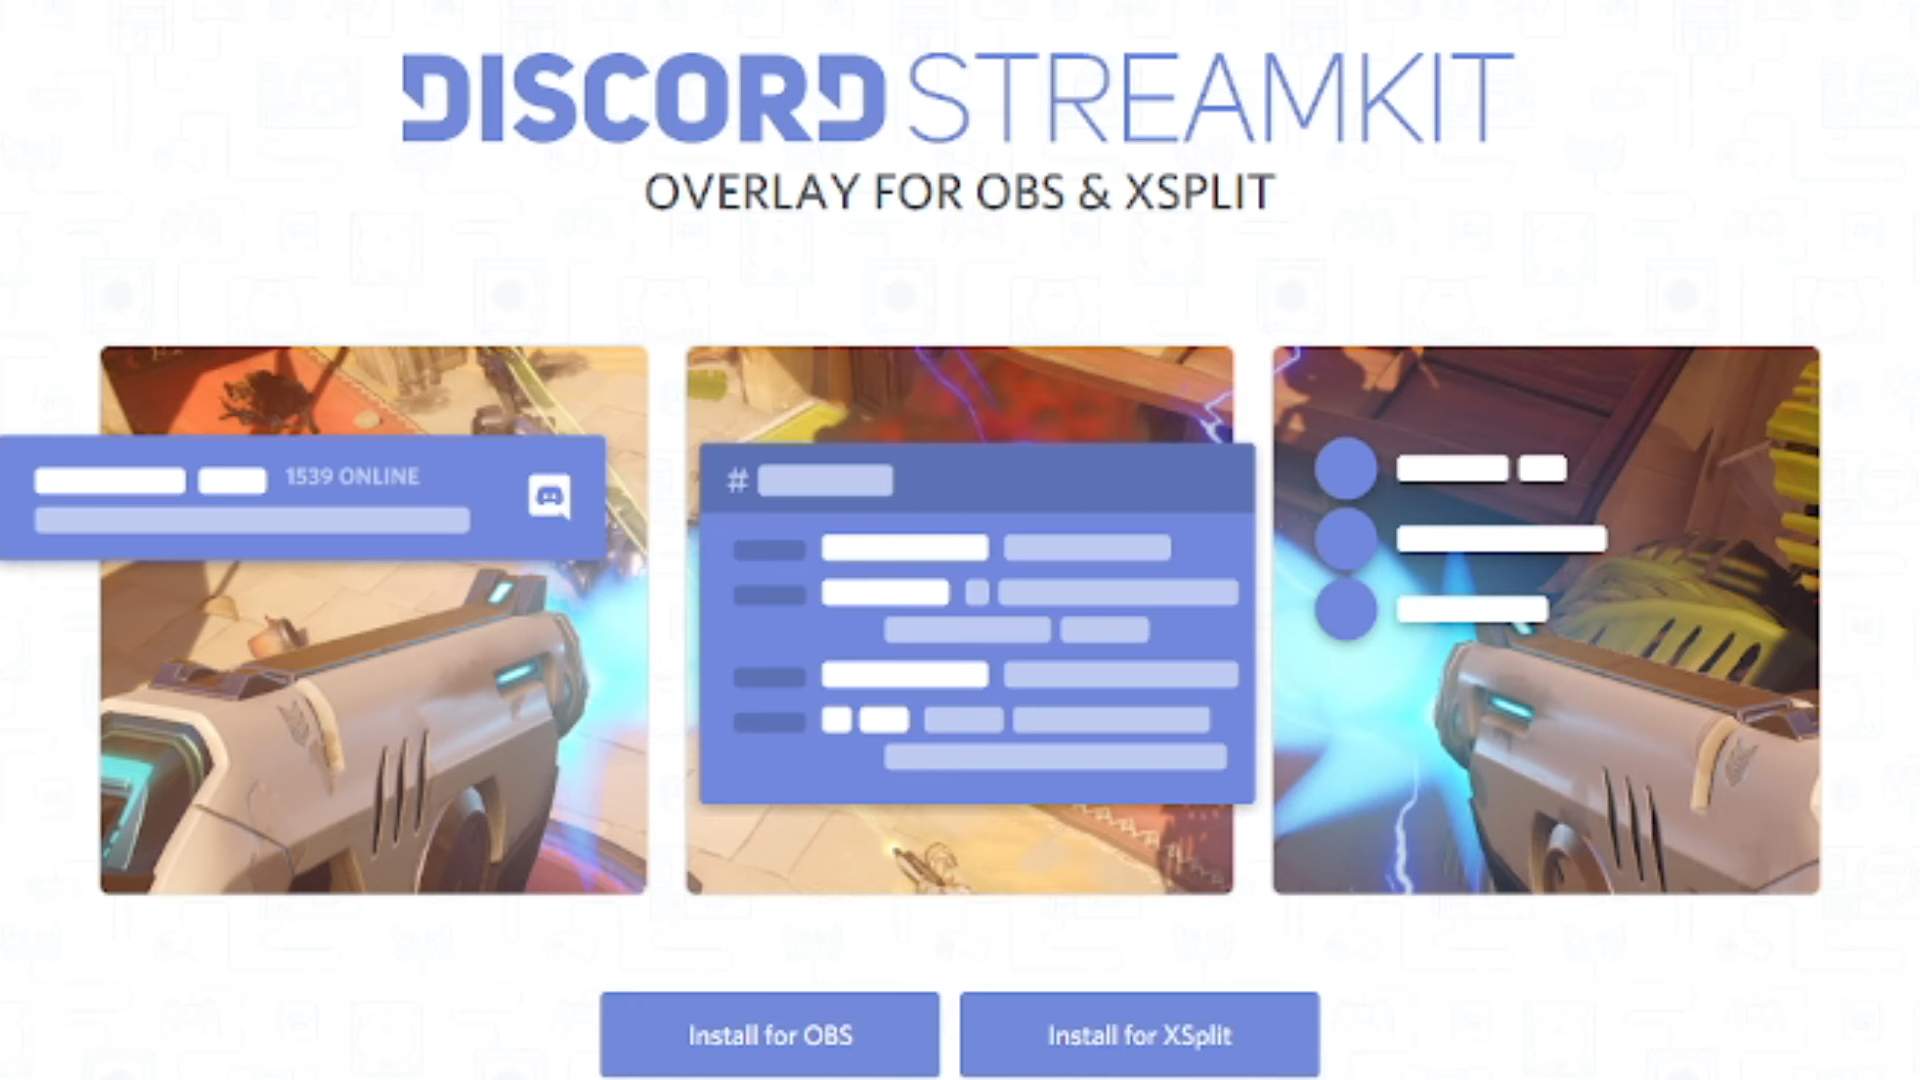 DISCORD STREAMKIT
OVERLAY FOR OBS & XSPLIT
1539 ONLINE
#
Install for OBS
Install for XSplit